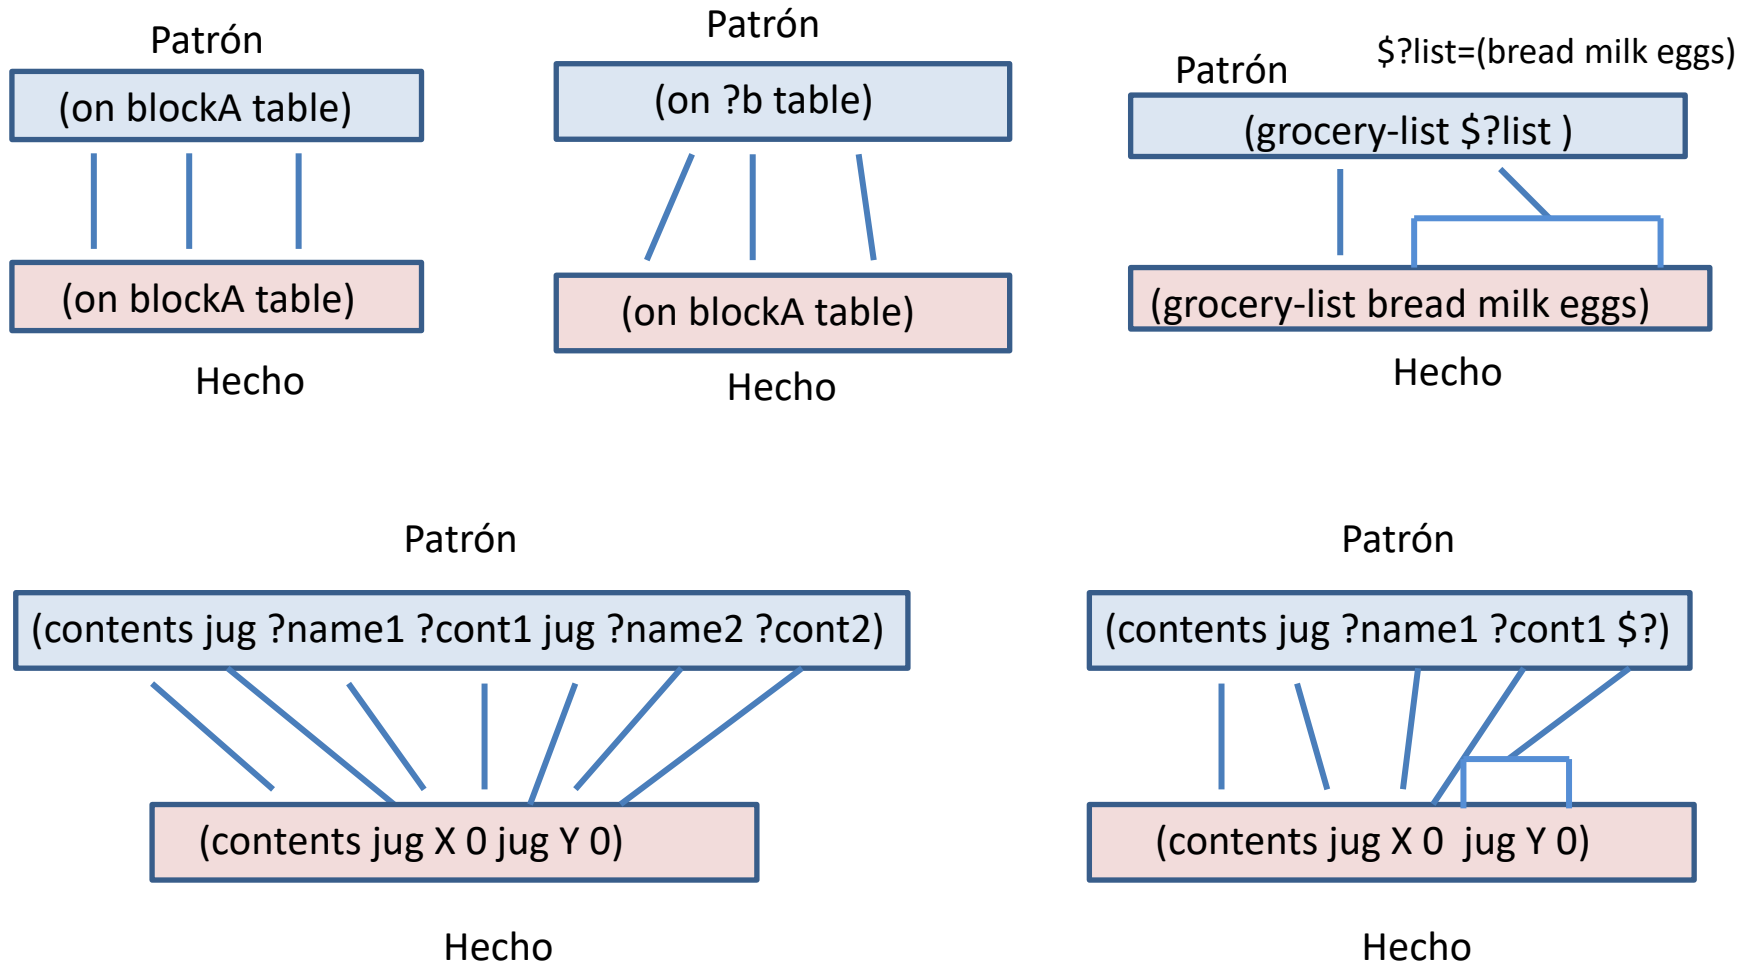 Patrón
(on blockA table)
(on blockA table)
Hecho
Patrón
(on ?b table)
(on blockA table)
Hecho
$?list=(bread milk eggs)
Patrón
(grocery-list $?list )
(grocery-list bread milk eggs)
Hecho
Patrón
(contents jug ?name1 ?cont1 jug ?name2 ?cont2)
(contents jug X 0 jug Y 0)
Hecho
Patrón
(contents jug ?name1 ?cont1 $?)
(contents jug X 0  jug Y 0)
Hecho